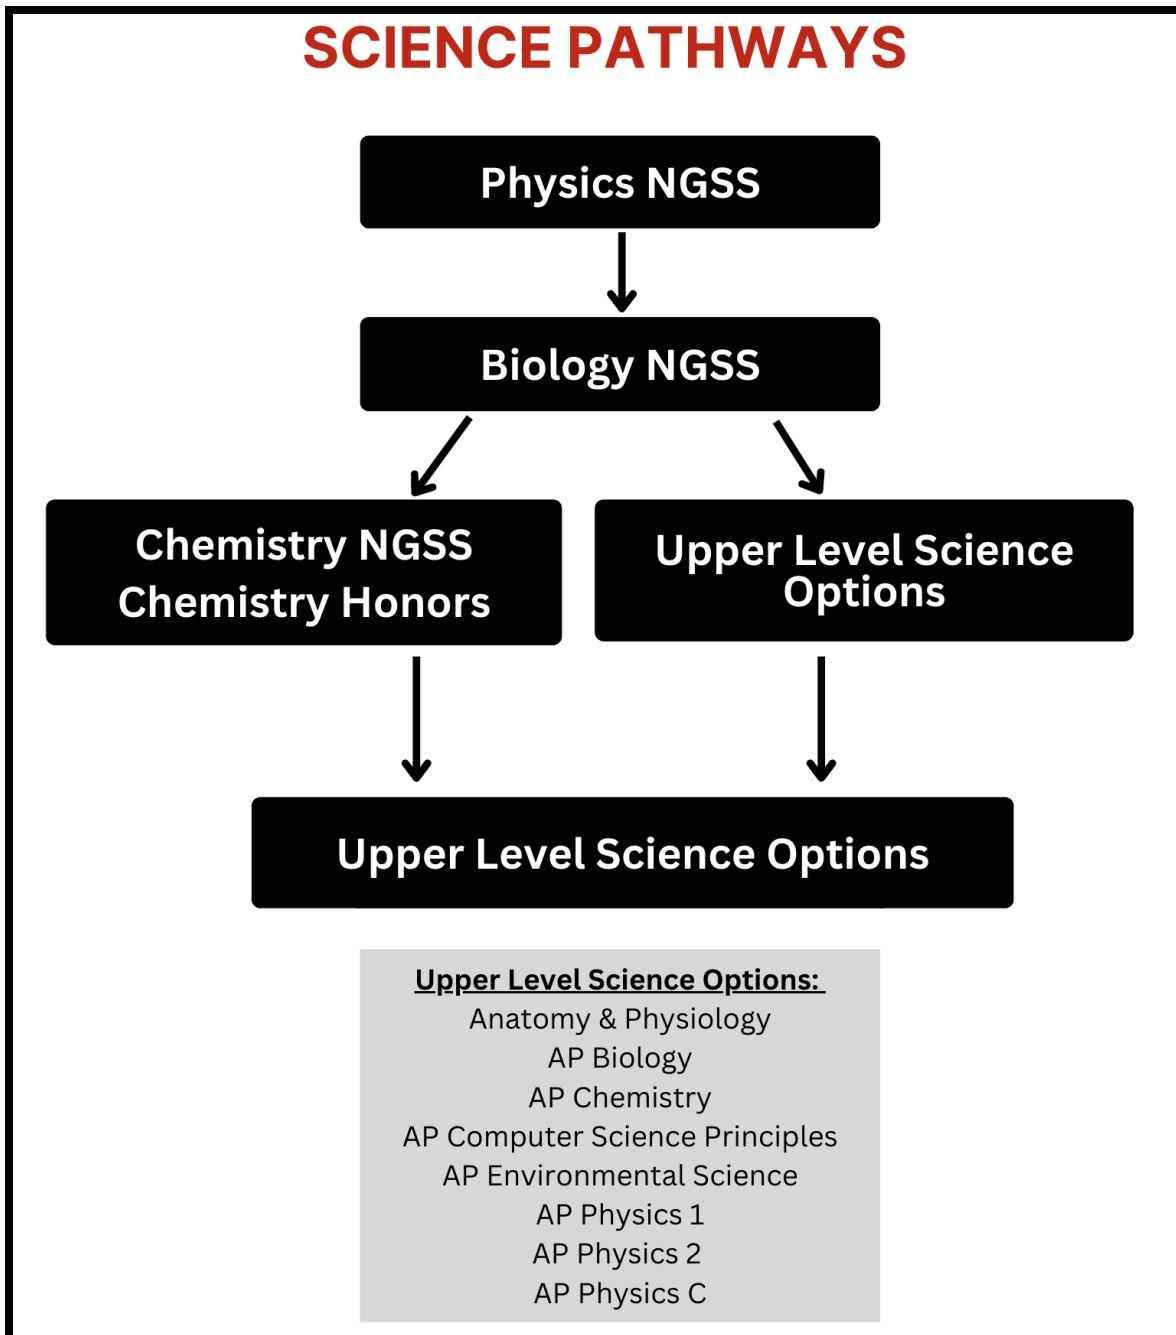 SCIENCE PATHWAYS
Physics NGSS
Biology NGSS
Chemistry NGSS
Chemistry Honors
Upper Level Science
Options
Upper Level Science Options
Upper Level Science Options:
Anatomy & Physiology
AP Biology
AP Chemistry
AP Computer Science Principles
AP Environmental Science
AP Physics 1
AP Physics 2
AP Physics C